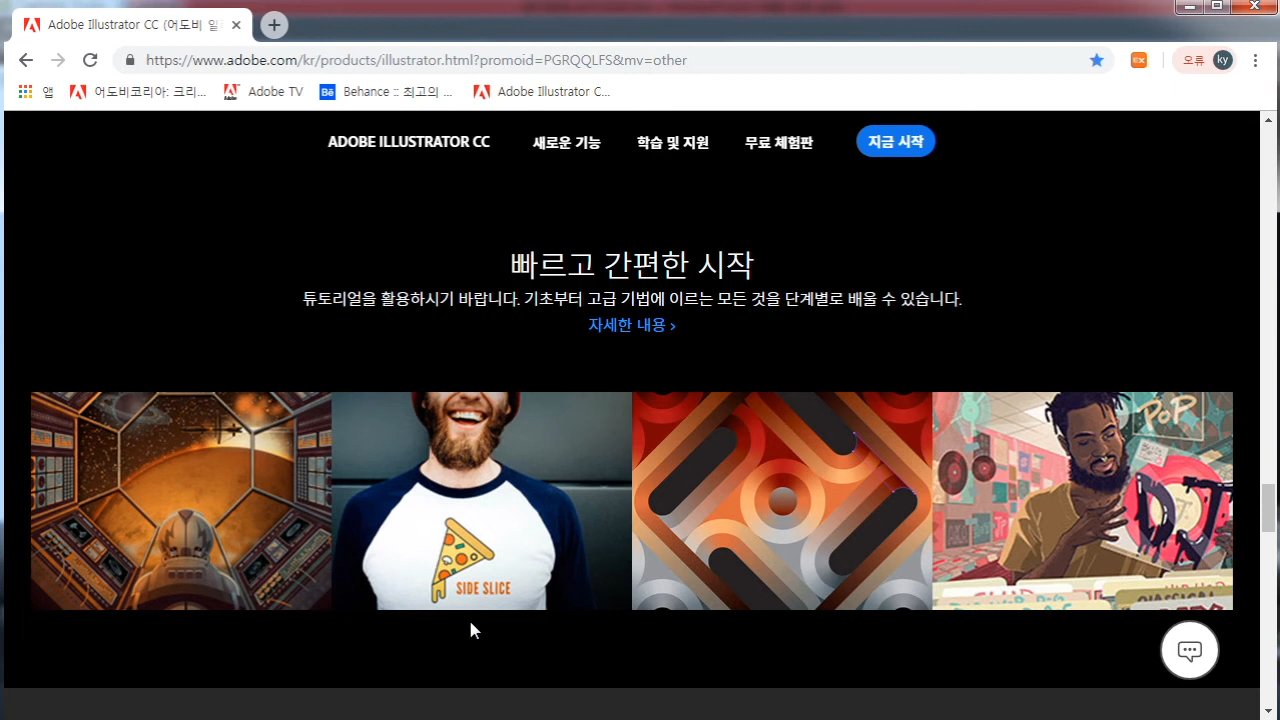 Adobe Illustrator CC (어도비 일
https://www.adobe.com/kr/products/illustrator.html?promoid=PGRQQLFS&mv=other
오류
ky
앱
어도비코리아: 크리...
Adobe TV
Bē
Behance :: 최고의 ...
Adobe Illustrator C...
ADOBE ILLUSTRATOR CC
새로운 기능
학습 및 지원
무료 체험판
지금 시작
빠르고 간편한 시작
튜토리얼을 활용하시기 바랍니다. 기초부터 고급 기법에 이르는 모든 것을 단계별로 배울 수 있습니다.
자세한 내용 ›
SIDE SLICE
POP
DJ
CLASSICAL